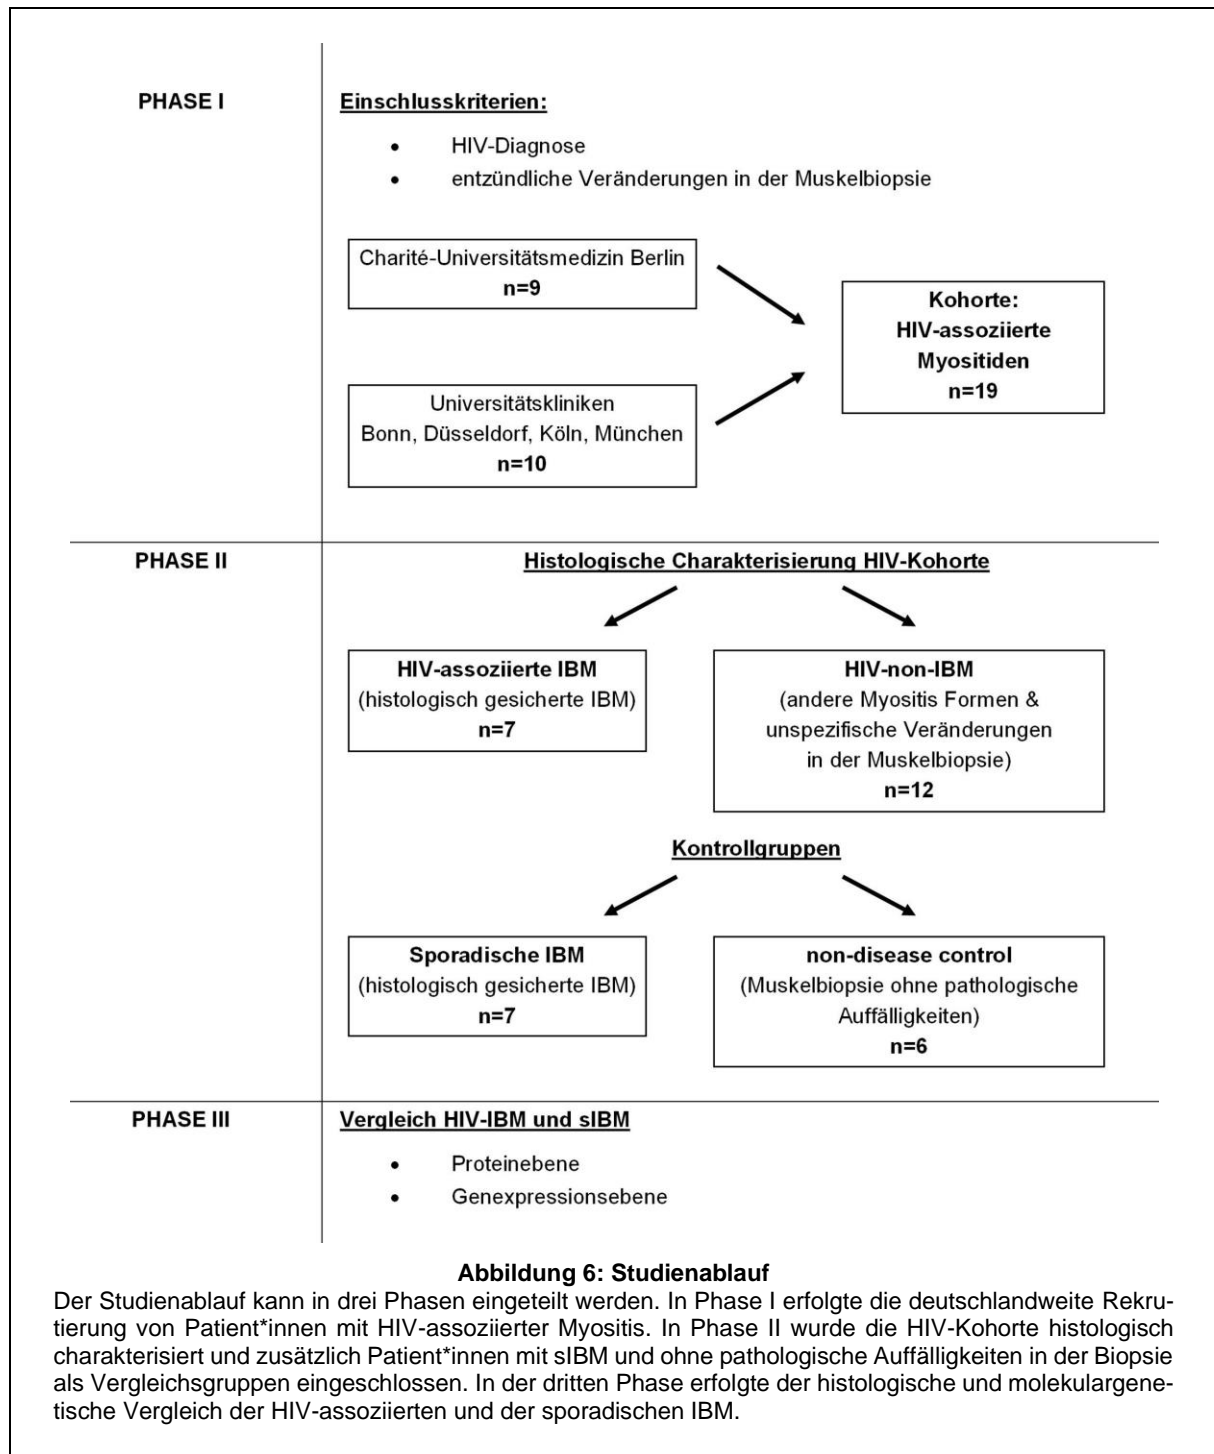 PHASE I
Einschlusskriterien:
• HIV-Diagnose
• entzündliche Veränderungen in der Muskelbiopsie
Charité-Universitätsmedizin Berlin
n=9
Kohorte:
HIV-assoziierte
Myositiden
n=19
Universitätskliniken
Bonn, Düsseldorf, Köln, München
n=10
PHASE II
Histologische Charakterisierung HIV-Kohorte
HIV-assoziierte IBM
(histologisch gesicherte IBM)
n=7
HIV-non-IBM
(andere Myositis Formen &
unspezifische Veränderungen
in der Muskelbiopsie)
n=12
Kontrollgruppen
Sporadische IBM
(histologisch gesicherte IBM)
n=7
non-disease control
(Muskelbiopsie ohne pathologische
Auffälligkeiten)
n=6
PHASE III
Vergleich HIV-IBM und sIBM
• Proteinebene
• Genexpressionsebene
Abbildung 6: Studienablauf
Der Studienablauf kann in drei Phasen eingeteilt werden. In Phase I erfolgte die deutschlandweite Rekru-
tierung von Patient*innen mit HIV-assoziierter Myositis. In Phase II wurde die HIV-Kohorte histologisch
charakterisiert und zusätzlich Patient*innen mit sIBM und ohne pathologische Auffälligkeiten in der Biopsie
als Vergleichsgruppen eingeschlossen. In der dritten Phase erfolgte der histologische und molekulargene-
tische Vergleich der HIV-assoziierten und der sporadischen IBM.